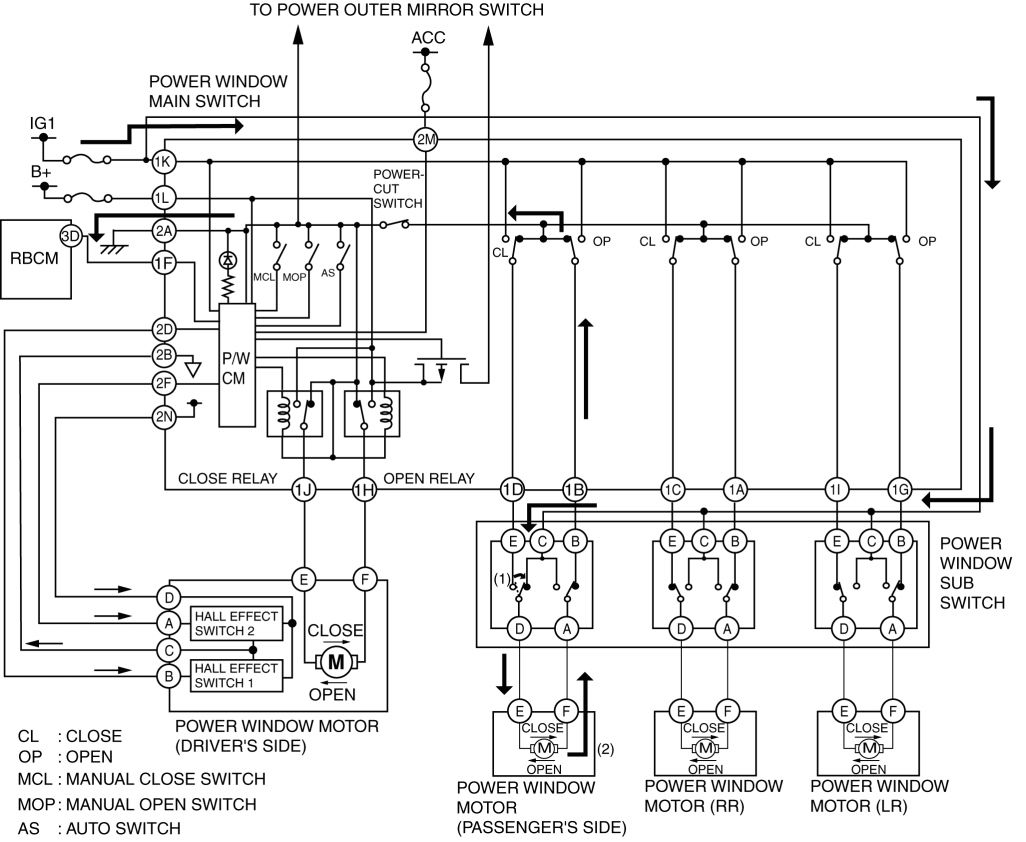 TO POWER OUTER MIRROR SWITCH
ACC
POWER WINDOW
MAIN SWITCH
IG1
2M
1K
POWER-
CUT
SWITCH
B+
1L
2A
3D
RBCM
1F
MCL
MOP
AS
CL
OP
CL
OP
CL
OP
2D
2B
P/W
CM
2F
2N
CLOSE RELAY
1J
1H
OPEN RELAY
1D
1B
1C
1A
1I
1G
E
C
B
E
C
B
E
C
B
POWER
WINDOW
SUB
SWITCH
(1)
D
A
D
A
D
A
E
F
D
A
HALL EFFECT
SWITCH 2
CLOSE
C
M
B
HALL EFFECT
SWITCH 1
OPEN
E
F
CLOSE
M
OPEN
(2)
E
F
CLOSE
M
OPEN
E
F
CLOSE
M
OPEN
POWER WINDOW MOTOR
(DRIVER'S SIDE)
POWER WINDOW
MOTOR
(PASSENGER'S SIDE)
POWER WINDOW
MOTOR (RR)
POWER WINDOW
MOTOR (LR)
CL : CLOSE
OP : OPEN
MCL : MANUAL CLOSE SWITCH
MOP : MANUAL OPEN SWITCH
AS : AUTO SWITCH